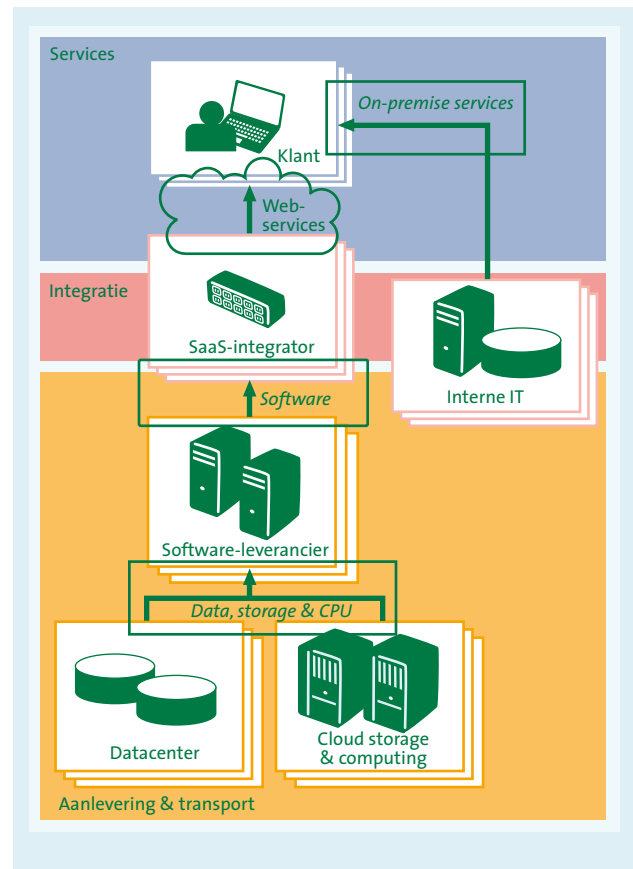 Services
On-premise services
Klant
Web-
services
Integratie
SaaS-integrator
Interne IT
Software
Software-leverancier
Data, storage & CPU
Datacenter
Cloud storage
& computing
Aanlevering & transport